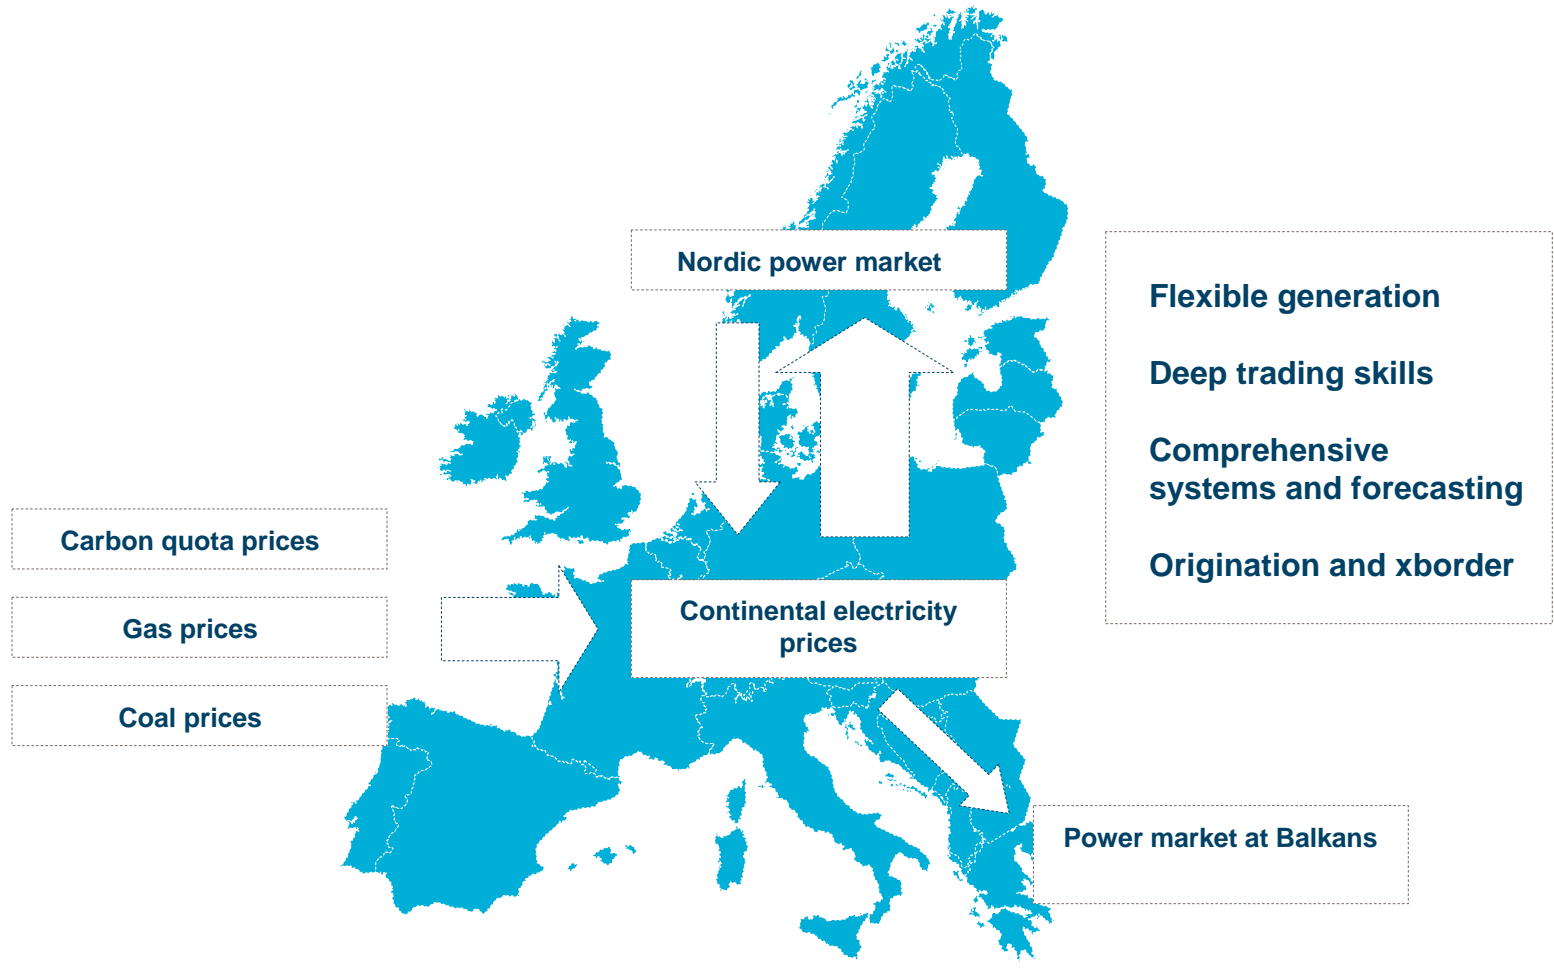 Nordic power market
Flexible generation
Deep trading skills
Comprehensive
systems and forecasting
Origination and xborder
Carbon quota prices
Gas prices
Coal prices
Continental electricity
prices
Power market at Balkans